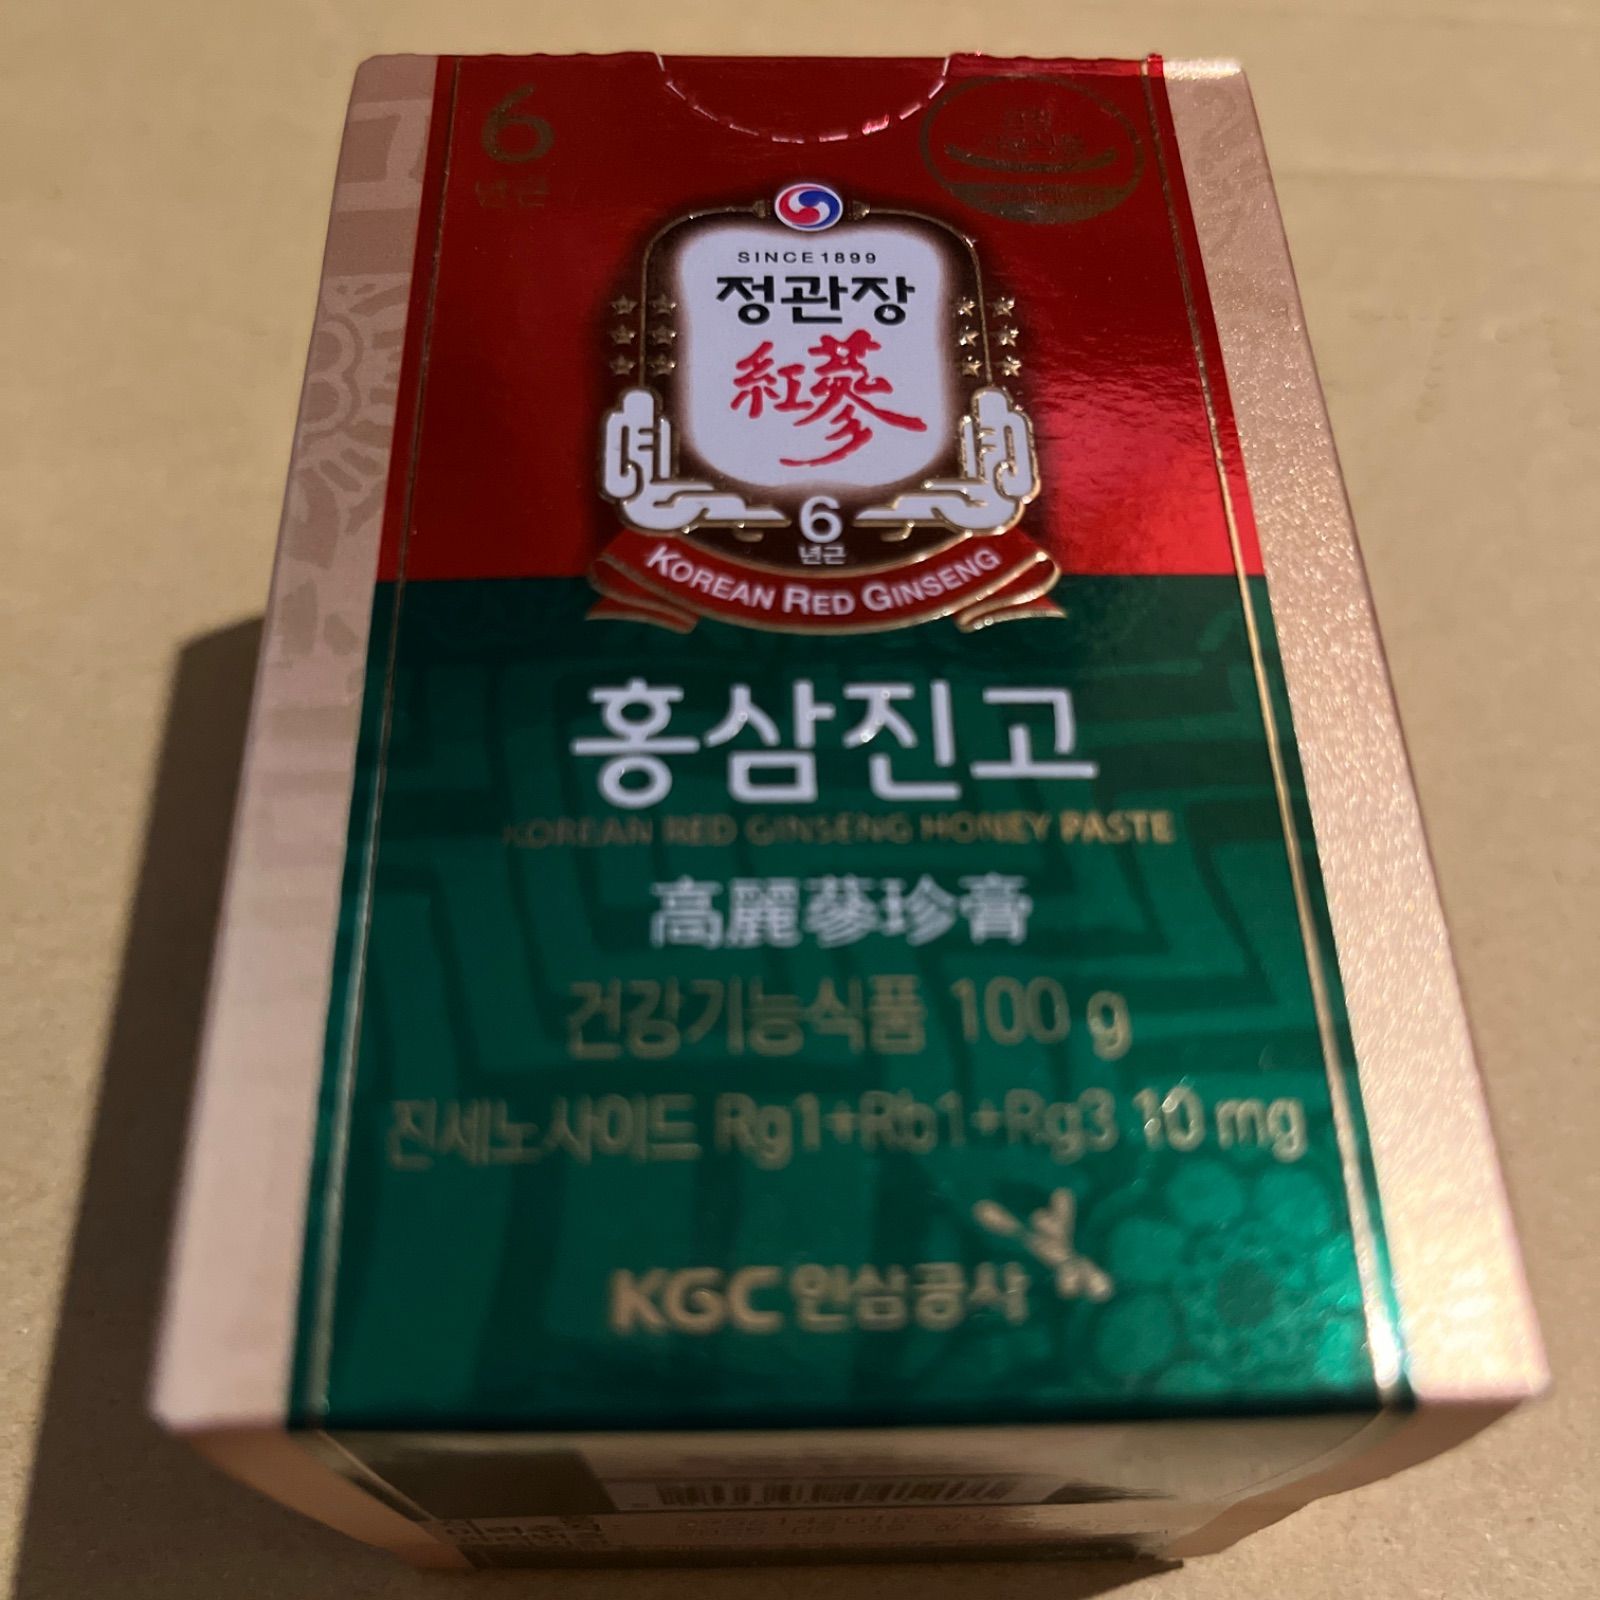 6
년근
SINCE 1899
정관장
紅蔘
6
년근
KOREAN RED GINSENG
홍삼진고
KOREAN RED GINSENG HONEY PASTE
高麗蔘珍膏
건강기능식품 100 g
진세노사이드 Rg1+Rb1+Rg3 10 mg
KGC 인삼공사